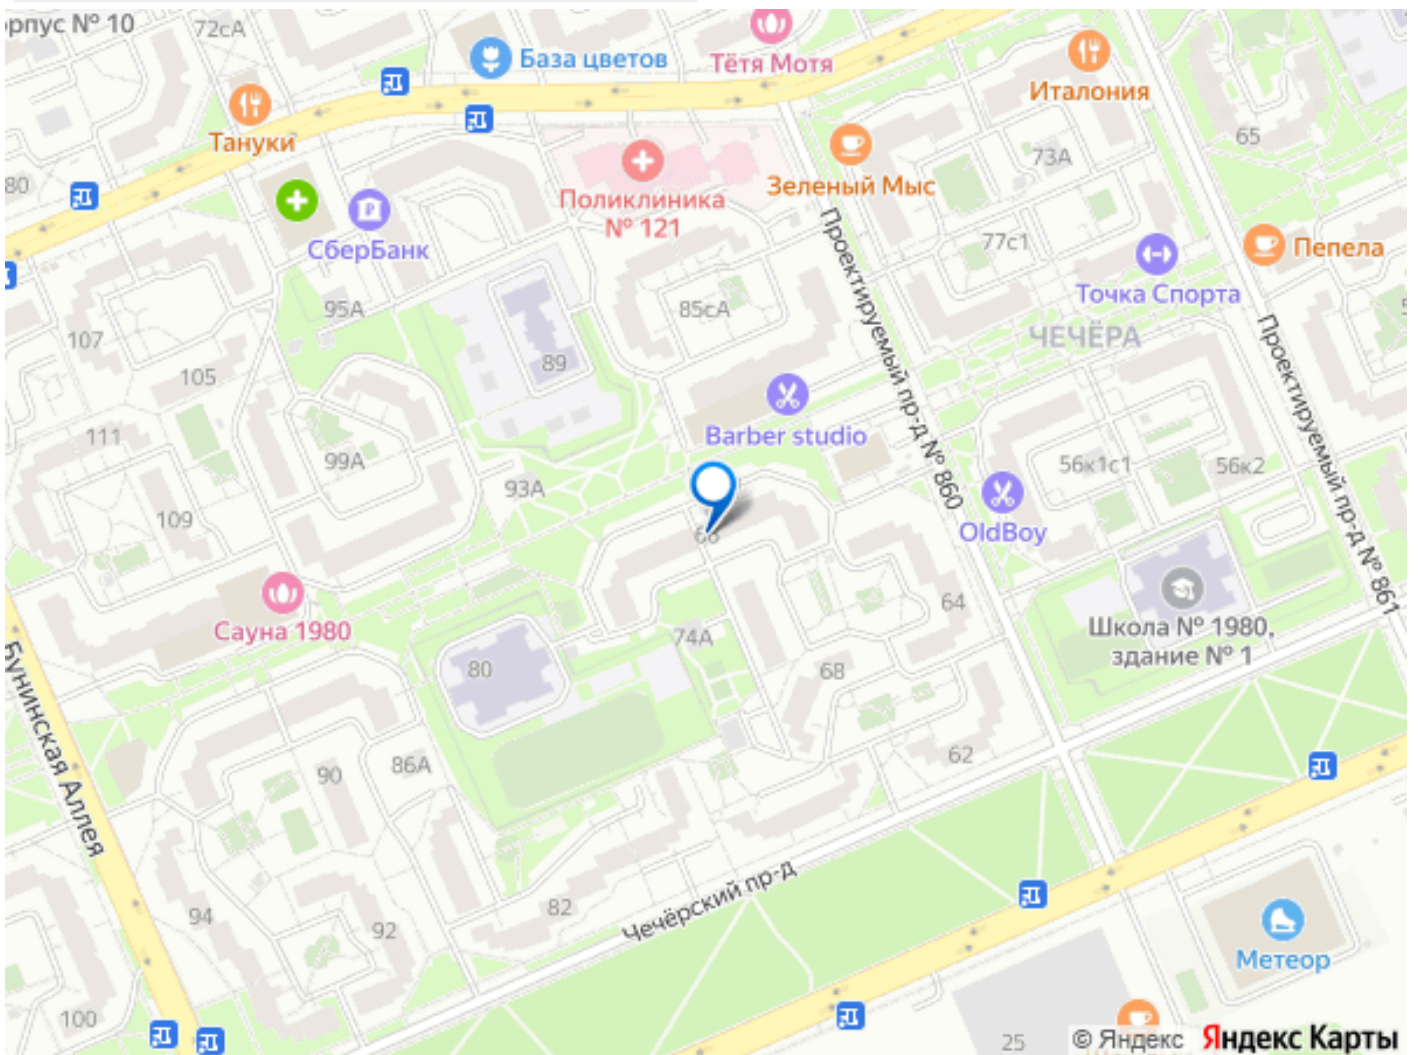 орпус № 10
72сА
База цветов
Тётя Мотя
Италония
65
Тануки
73А
80
Зеленый Мыс
Поликлиника
№ 121
СберБанк
77с1
Пепела
Точка Спорта
95А
85сА
ЧЕЧЁРА
107
89
105
Проектируемый пр-д № 860
Проектируемый пр-д № 861
111
Barber studio
99А
93А
56к1с1
56к2
109
OldBoy
64
Школа № 1980,
здание № 1
Сауна 1980
74А
80
68
Бунинская Аллея
62
86А
90
Чечёрский пр-д
82
94
92
Метеор
100
25
© Яндекс Яндекс Карты